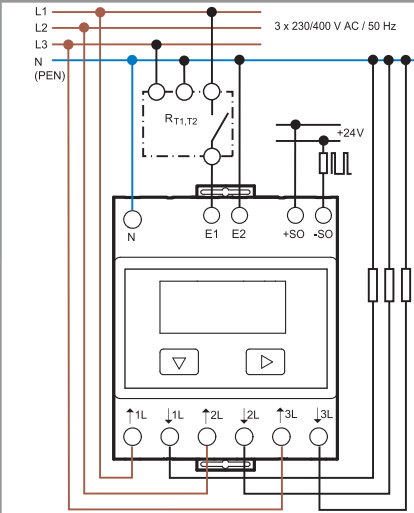 L1
3 x 230/400 V AC / 50 Hz
L2
L3
N
(PEN)
RT1,T2
+24V
N
E1
E2
+SO
-SO
↑1L
↓1L
↑2L
↓2L
↑3L
↓3L